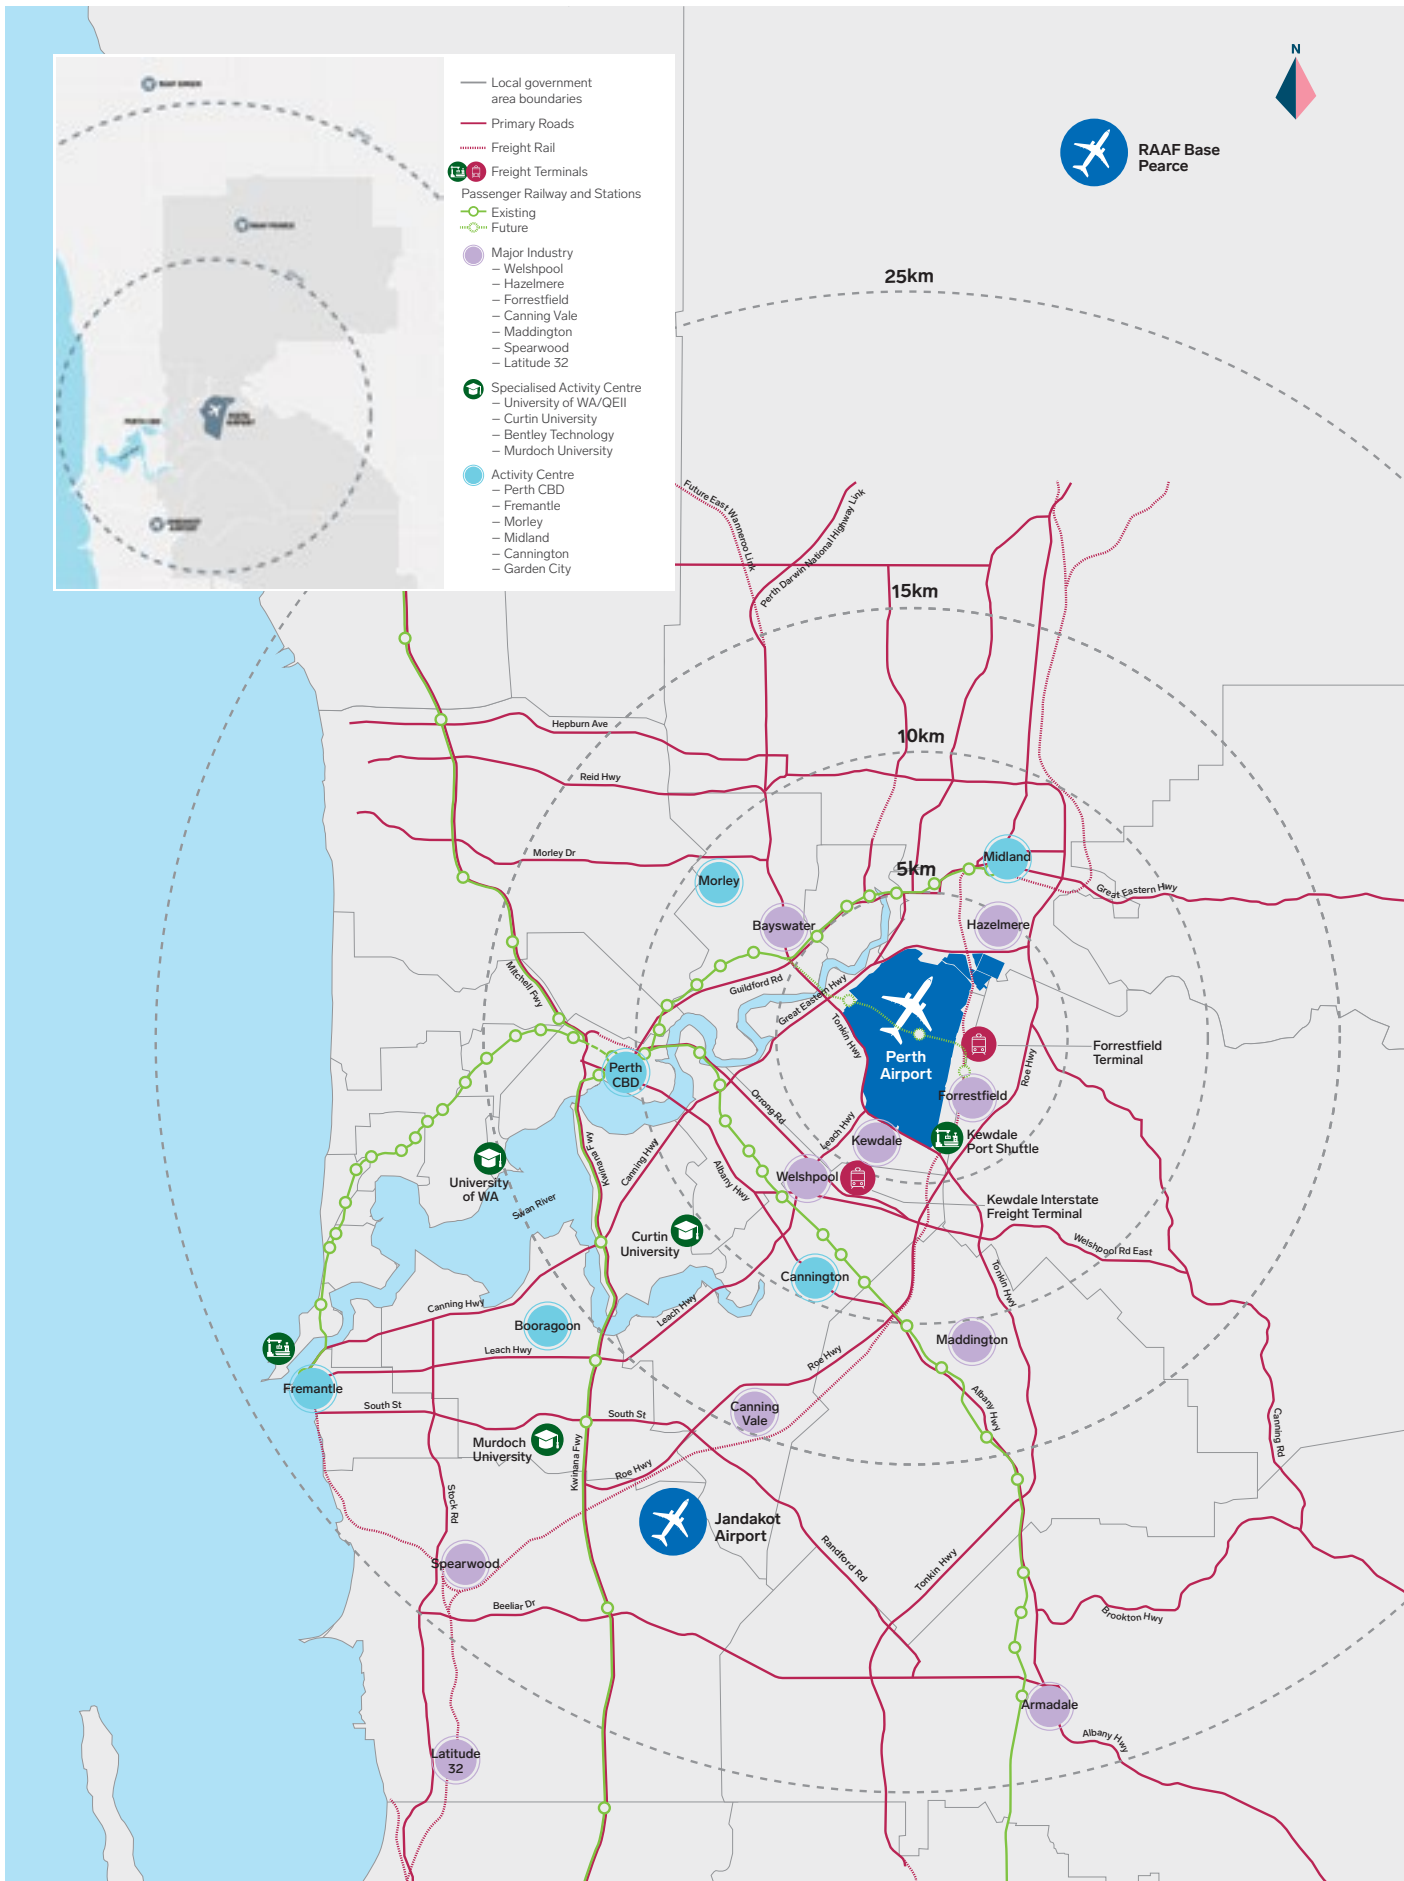 N
RAAF Base
Pearce
Local government
area boundaries
Primary Roads
Freight Rail
Freight Terminals
Passenger Railway and Stations
Existing
Future
Major Industry
– Welshpool
– Hazelmere
– Forrestfield
– Canning Vale
– Maddington
– Spearwood
– Latitude 32
Specialised Activity Centre
– University of WA/QEII
– Curtin University
– Bentley Technology
– Murdoch University
Activity Centre
– Perth CBD
– Fremantle
– Morley
– Midland
– Cannington
– Garden City
25km
Future East Wanneroo Link
Perth Darwin National Highway Link
15km
Hepburn Ave
10km
Reid Hwy
Morley Dr
Midland
5km
Morley
Great Eastern Hwy
Bayswater
Hazelmere
Mitchell Fwy
Guildford Rd
Great Eastern Hwy
Tonkin Hwy
Perth
Airport
Forrestfield
Terminal
Roe Hwy
Perth
CBD
Forrestfield
Orrong Rd
Leach Hwy
Kewdale
Kewdale
Port Shuttle
Kwinana Fwy
Canning Hwy
Albany Hwy
Welshpool
University
of WA
Swan River
Kewdale Interstate
Freight Terminal
Curtin
University
Welshpool Rd East
Cannington
Tonkin Hwy
Canning Hwy
Leach Hwy
Booragoon
Maddington
Leach Hwy
Roe Hwy
Fremantle
Albany Hwy
South St
South St
Canning
Vale
Canning Rd
Murdoch
University
Kwinana Fwy
Roe Hwy
Stock Rd
Jandakot
Airport
Randford Rd
Tonkin Hwy
Spearwood
Beeliar Dr
Brookton Hwy
Armadale
Albany Hwy
Latitude
32